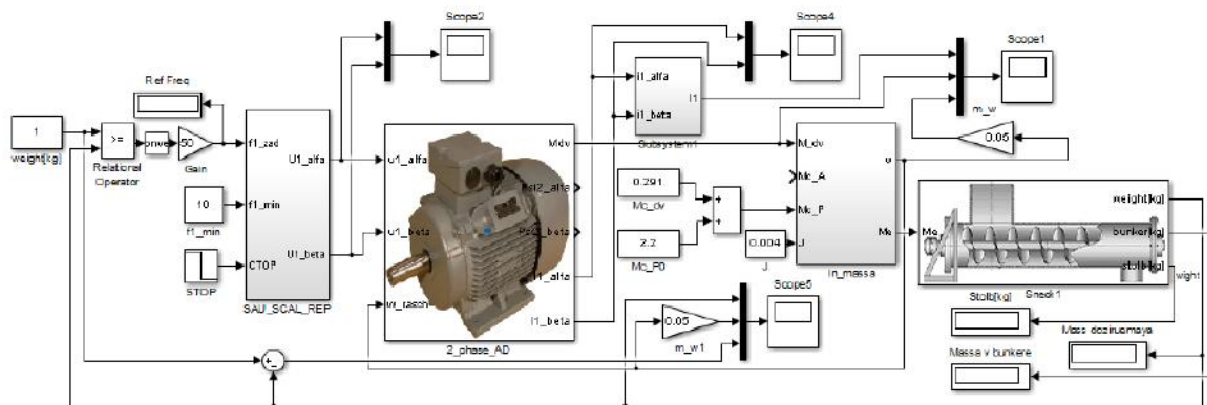 Scope2
Scope4
Scope1
Ref Freq
1
weight[kg]
>=
Relational
Operator
50
Gain
f1_zad
f1_min
10
f1_min
STOP
U1_alfa
U1_beta
SAU_SCAL_REP
u1_alfa
u1_beta
Mdv
i1_alfa
i1_beta
2_phase_AD
i1_alfa
i1_beta
I1
Subsystem1
0.291
Mc_dv
2.2
Mc_P0
0.004
J
M_dv
Mc_A
Mc_P
J
Me
in_massa
m_w
0.05
Me
weight[kg]
bunker[kg]
stolb[kg]
Shnek1
0.05
m_w1
Scope5
Stolb[kg]
Massa v bunkere